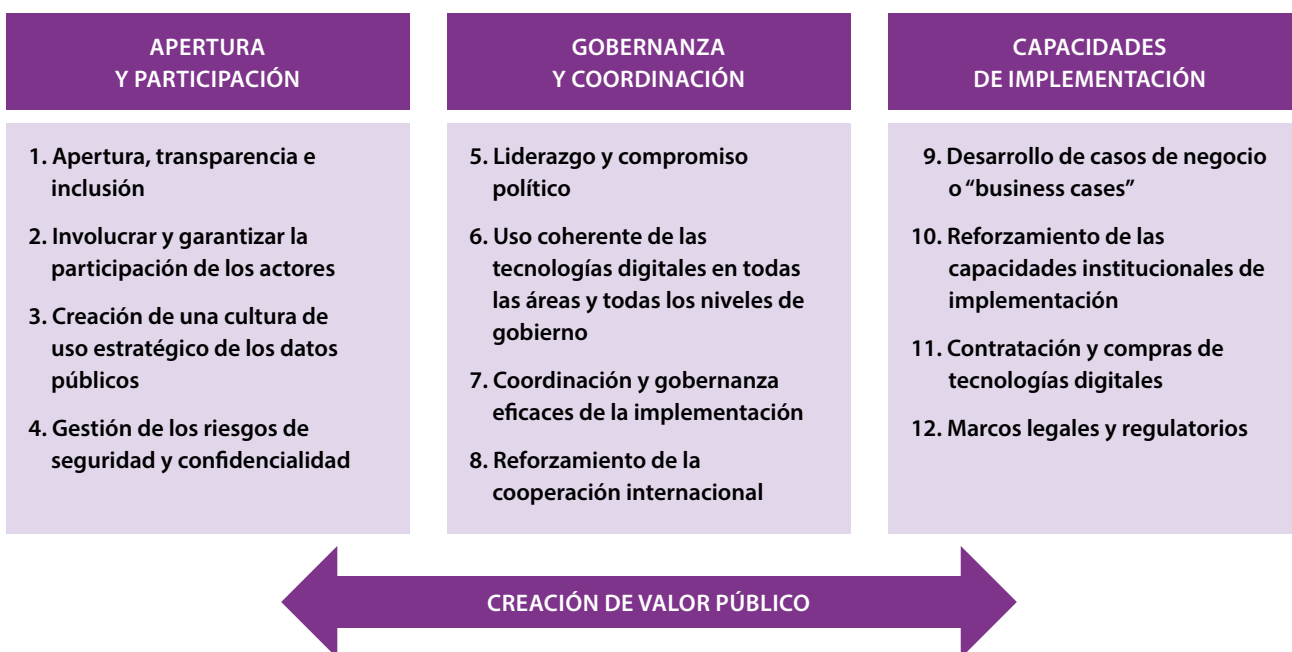 APERTURA
Y PARTICIPACIÓN
1. Apertura, transparencia e
inclusión
2. Involucrar y garantizar la
participación de los actores
3. Creación de una cultura de
uso estratégico de los datos
públicos
4. Gestión de los riesgos de
seguridad y confidencialidad
GOBERNANZA
Y COORDINACIÓN
5. Liderazgo y compromiso
político
6. Uso coherente de las
tecnologías digitales en todas
las áreas y todas los niveles de
gobierno
7. Coordinación y gobernanza
eficaces de la implementación
8. Reforzamiento de la
cooperación internacional
CAPACIDADES
DE IMPLEMENTACIÓN
9. Desarrollo de casos de negocio
o “business cases”
10. Reforzamiento de las
capacidades institucionales de
implementación
11. Contratación y compras de
tecnologías digitales
12. Marcos legales y regulatorios
CREACIÓN DE VALOR PÚBLICO